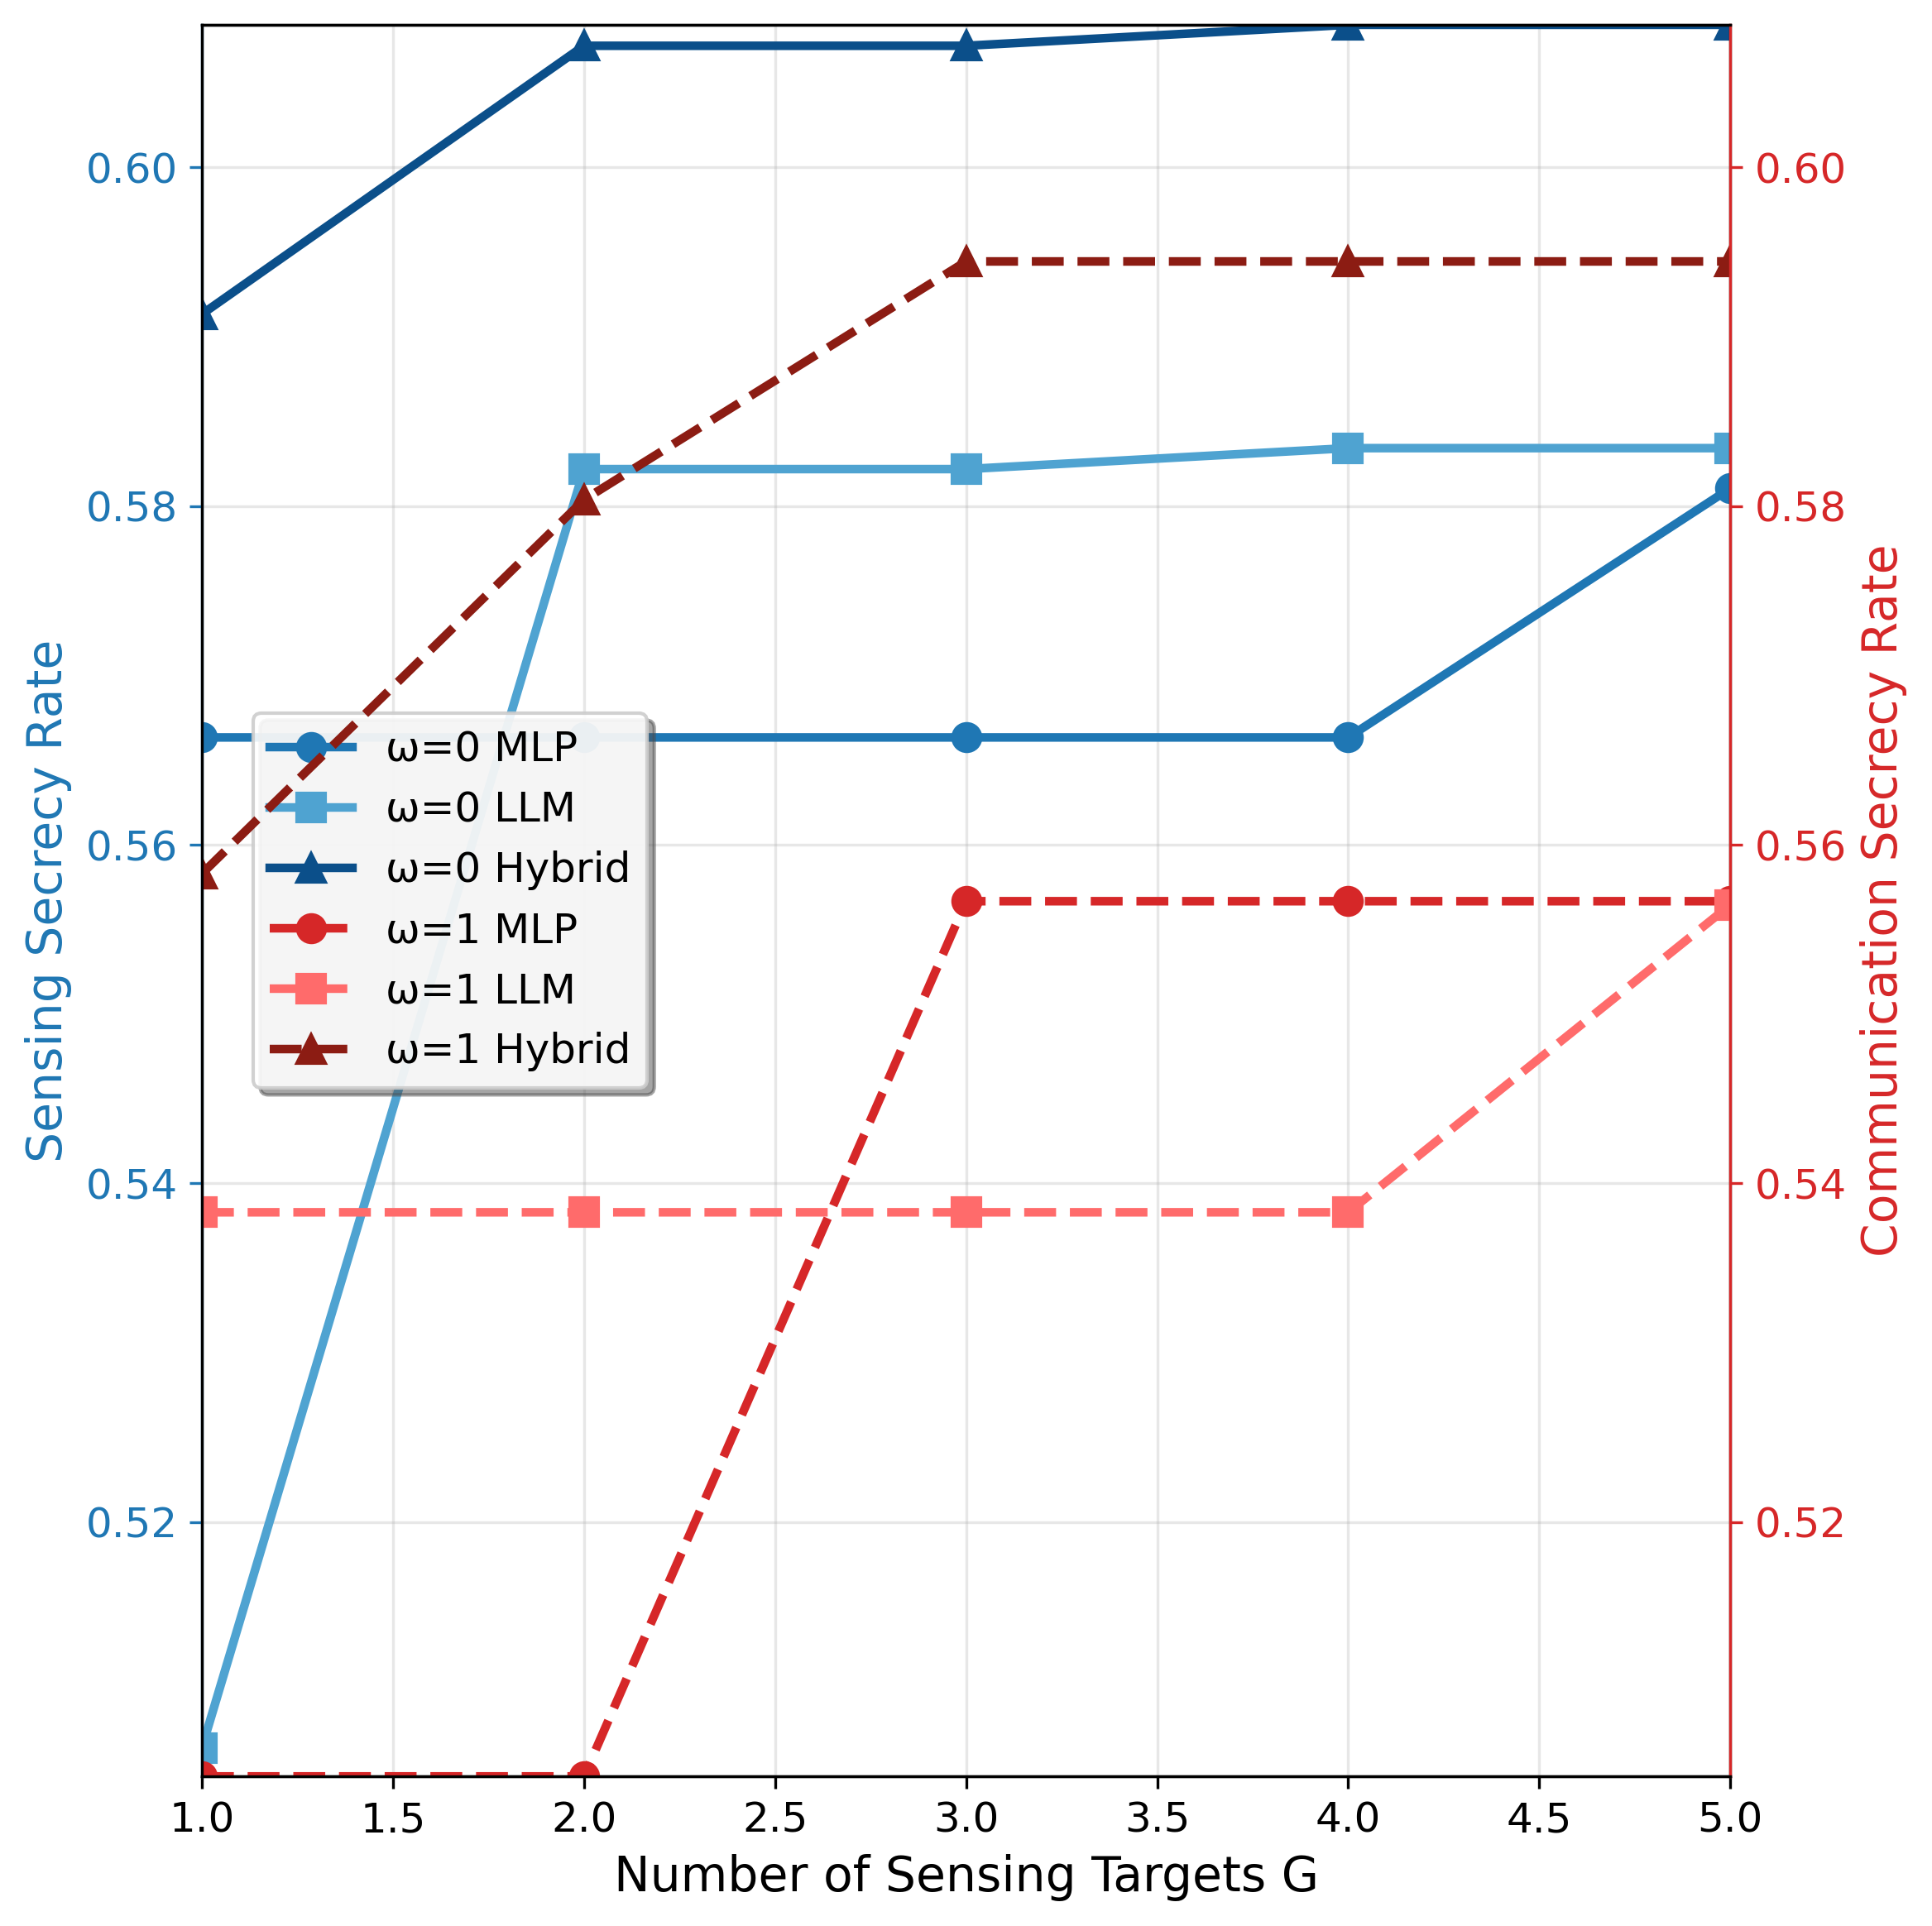 0.60
0.58
0.56
0.54
0.52
Sensing Secrecy Rate
ω=0 MLP
ω=0 LLM
ω=0 Hybrid
ω=1 MLP
ω=1 LLM
ω=1 Hybrid
0.60
0.58
0.56
0.54
0.52
Communication Secrecy Rate
1.0 1.5 2.0 2.5 3.0 3.5 4.0 4.5 5.0
Number of Sensing Targets G